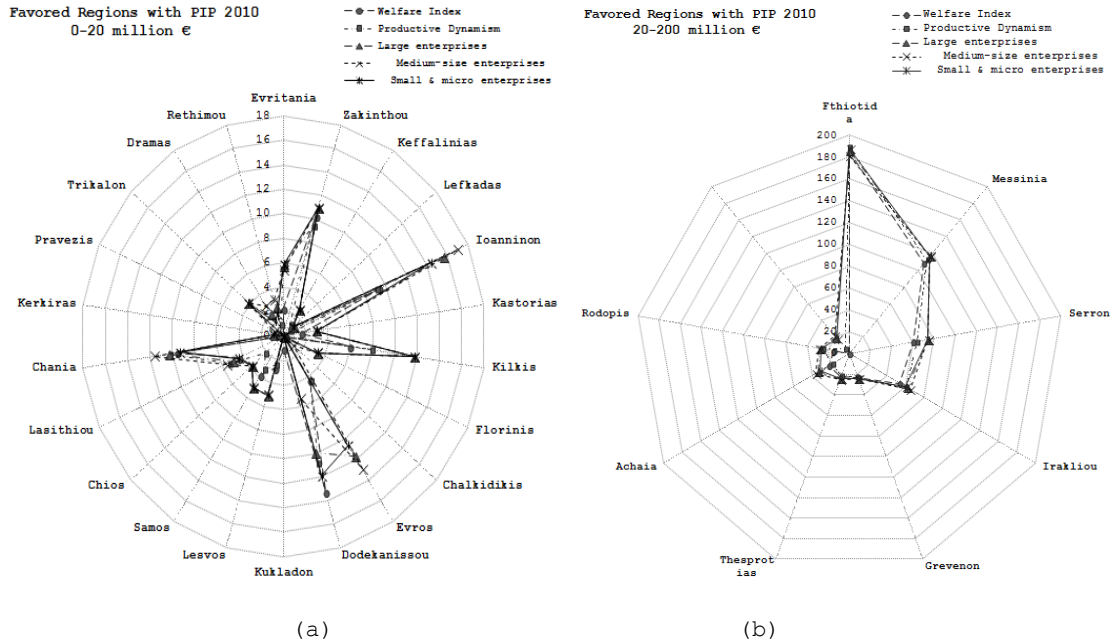 Favored Regions with PIP 2010
0-20 million €
Welfare Index
Productive Dynamism
Large enterprises
Medium-size enterprises
Small & micro enterprises
Evritania
Zakinthou
Keffalinias
Lefkadas
Ioanninom
Kastorias
Kilkis
Florinis
Chalkidikis
Evros
Dodekanissou
Kukladon
Lesvos
Samos
Chios
Lasithiou
Chania
Kerkiras
Pravezis
Trikalon
Dramas
Rethimou
18
16
14
12
10
8
6
4
2
0
(a)
Favored Regions with PIP 2010
20-200 million €
Welfare Index
Productive Dynamism
Large enterprises
Medium-size enterprises
Small & micro enterprises
Fthiotid
a
Messinia
Serron
Irakliou
Grevenon
Thesprot
ias
Achaia
Rodopis
200
180
160
140
120
100
80
60
40
20
(b)